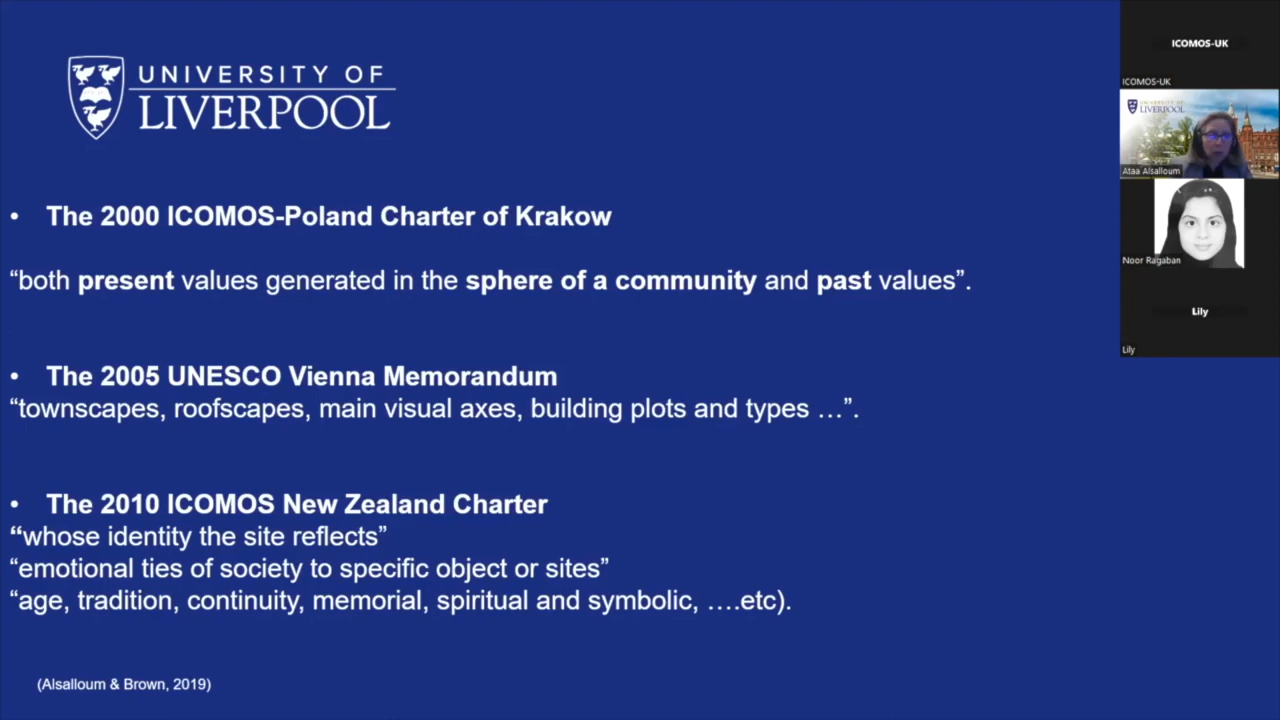 UNIVERSITY OF
LIVERPOOL
• The 2000 ICOMOS-Poland Charter of Krakow
“both present values generated in the sphere of a community and past values”.
• The 2005 UNESCO Vienna Memorandum
“townscapes, roofscapes, main visual axes, building plots and types …”.
• The 2010 ICOMOS New Zealand Charter
“whose identity the site reflects”
“emotional ties of society to specific object or sites”
“age, tradition, continuity, memorial, spiritual and symbolic, ….etc).
(Alsalloum & Brown, 2019)
ICOMOS-UK
ICOMOS-UK
UNIVERSITY OF
LIVERPOOL
Ataa Alsalloum
Noor Ragaban
Lily
Lily